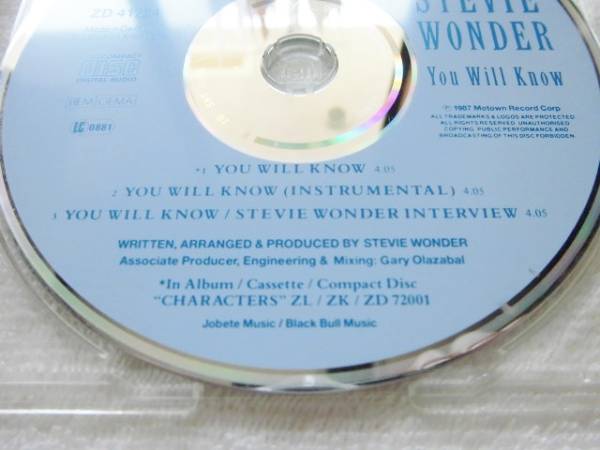 STEVIE
WONDER
You Will Know
COMPACT
DISC
DIGITAL AUDIO
BIEM/GEMA
LC 0881
℗ 1987 Motown Record Corp
ALL TRADEMARKS & LOGOS ARE PROTECTED.
ALL RIGHTS RESERVED. UNAUTHORISED
COPYING PUBLIC PERFORMANCE AND
BROADCASTING OF THIS DISC FORBIDDEN.
*1 YOU WILL KNOW 4.05
2 YOU WILL KNOW (INSTRUMENTAL) 4.05
3 YOU WILL KNOW / STEVIE WONDER INTERVIEW 4.05
WRITTEN, ARRANGED & PRODUCED BY STEVIE WONDER
Associate Producer, Engineering & Mixing: Gary Olazabal
*In Album / Cassette / Compact Disc
“CHARACTERS” ZL / ZK / ZD 72001
Jobete Music / Black Bull Music